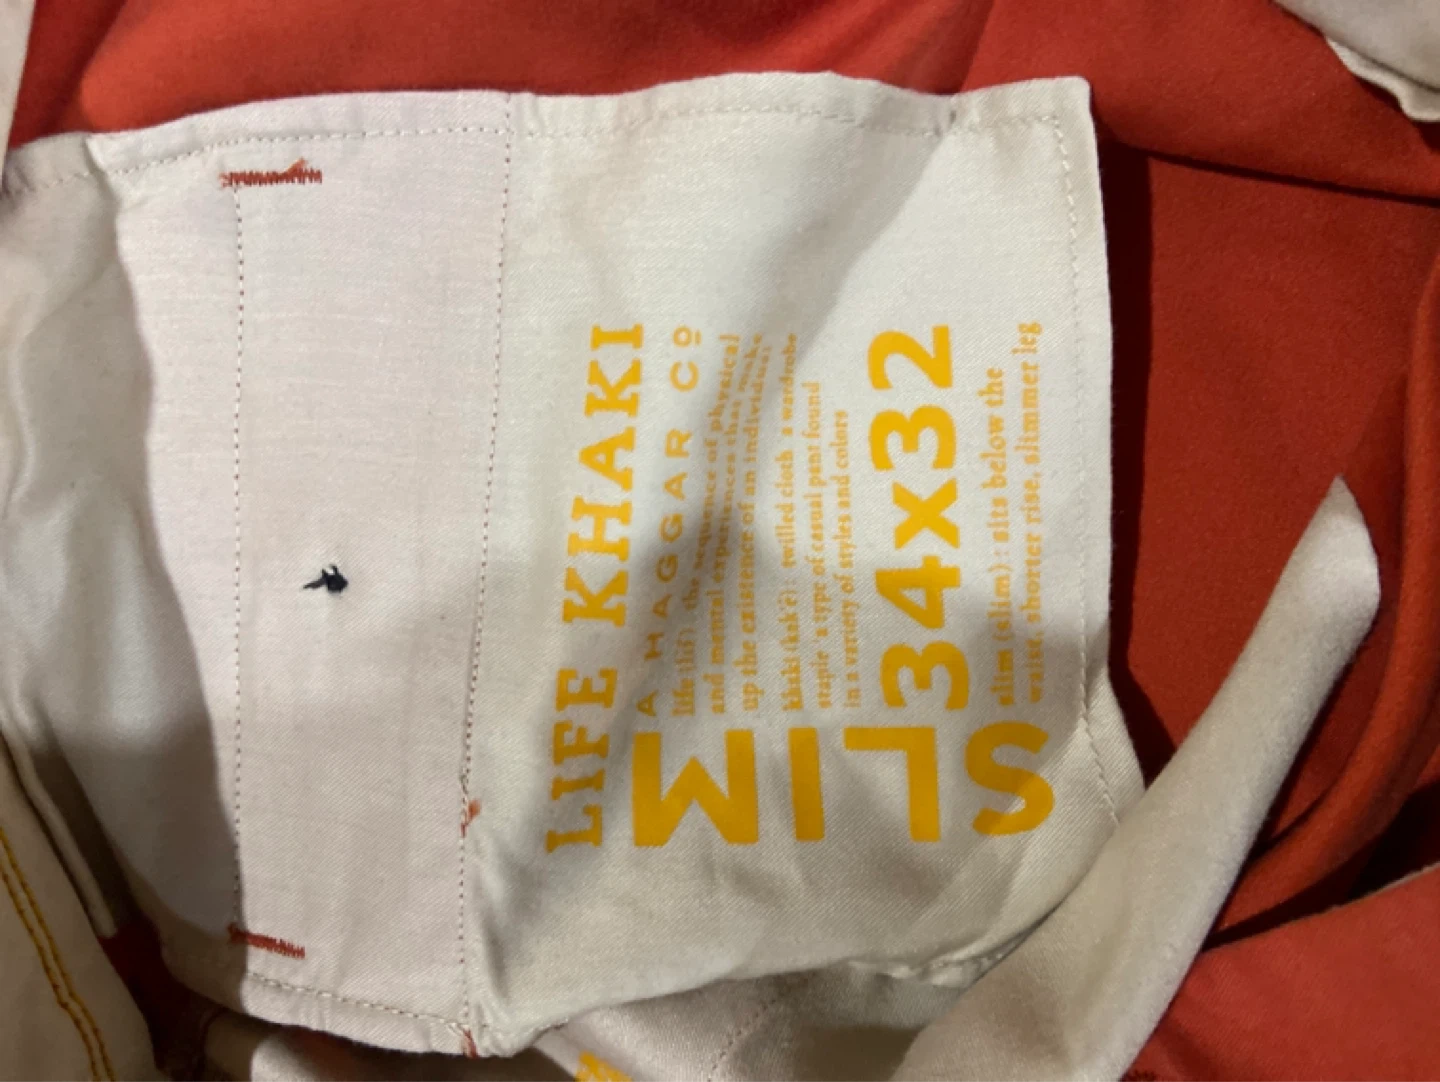 LIFE KHAKI
A HAGGAR Cº
life (līf): the sequence of physical
and mental experiences that make
up the existence of an individual
khaki (kak'ē): twilled cloth a wardrobe
staple a type of casual pant found
in a variety of styles and colors
34x32
slim (slim): sits below the
waist, shorter rise, slimmer leg
SLIM